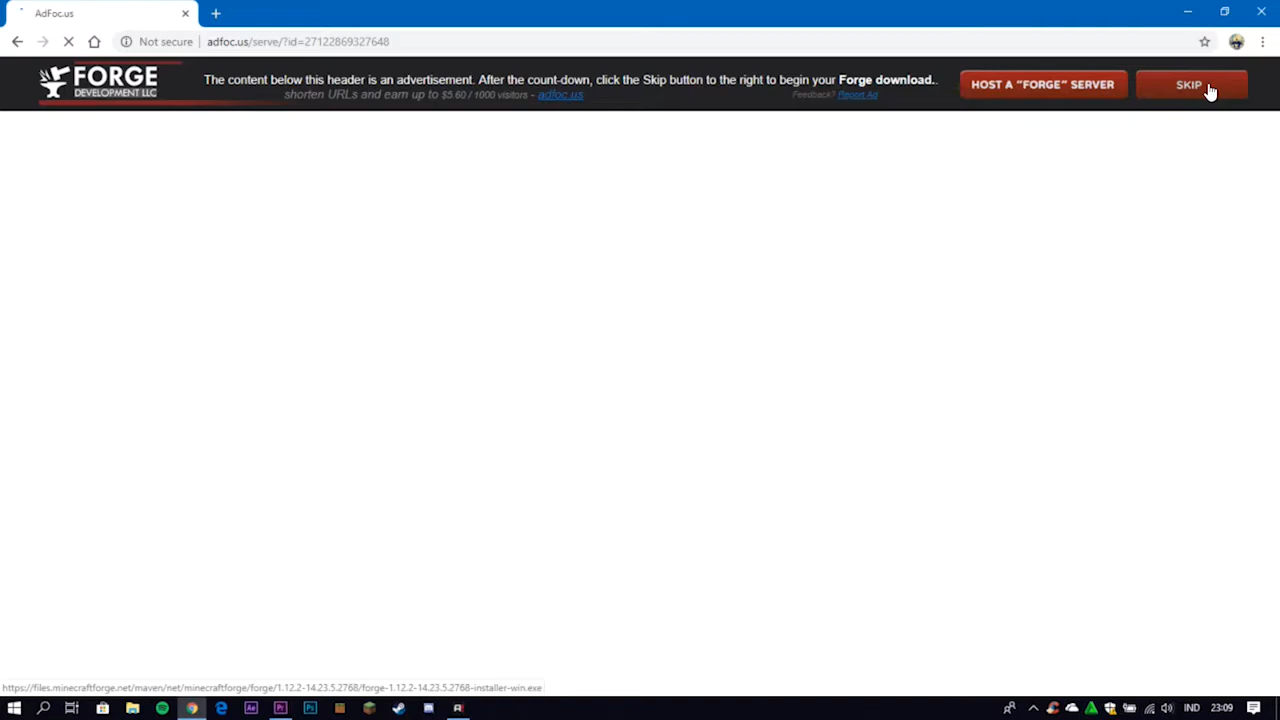 AdFoc.us
Not secure
adfoc.us/serve/?id=27122869327648
FORGE
DEVELOPMENT LLC
The content below this header is an advertisement. After the count-down, click the Skip button to the right to begin your Forge download..
shorten URLs and earn up to $5.60 / 1000 visitors - adfoc.us
Feedback? Report Ad
HOST A "FORGE" SERVER
SKIP
https://files.minecraftforge.net/maven/net/minecraftforge/forge/1.12.2-14.23.5.2768/forge-1.12.2-14.23.5.2768-installer-win.exe
Ae
Pr
Ps
IND
23:09